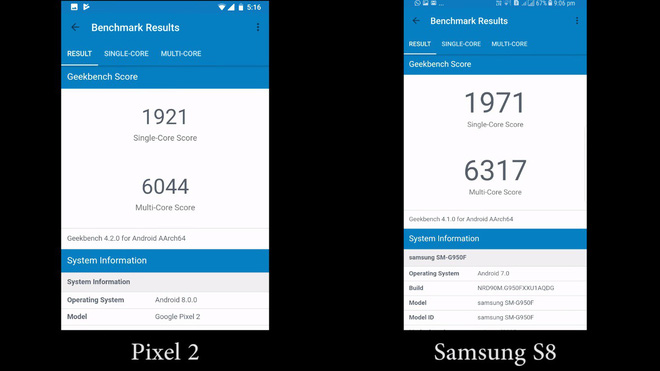 5:16
Benchmark Results
RESULT SINGLE-CORE MULTI-CORE
Geekbench Score
1921
Single-Core Score
6044
Multi-Core Score
Geekbench 4.2.0 for Android AArch64
System Information
System Information
Operating System Android 8.0.0
Model Google Pixel 2
Pixel 2
67% 9:06 pm
Benchmark Results
RESULT SINGLE-CORE MULTI-CORE
Geekbench Score
1971
Single-Core Score
6317
Multi-Core Score
Geekbench 4.1.0 for Android AArch64
System Information
samsung SM-G950F
Operating System Android 7.0
Build NRD90M.G950FXXU1AQDG
Model samsung SM-G950F
Model ID samsung SM-G950F
Samsung S8